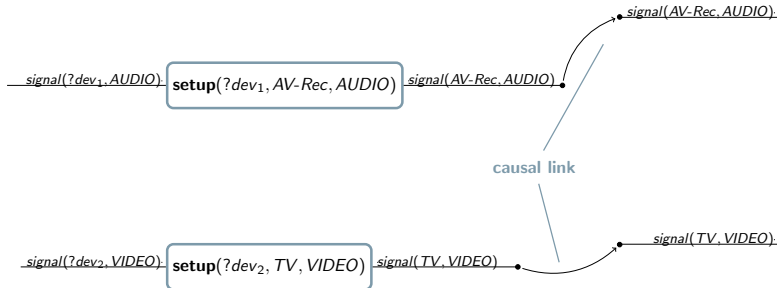 signal(AV-Rec, AUDIO)
signal(?dev₁, AUDIO) setup(?dev₁, AV-Rec, AUDIO) signal(AV-Rec, AUDIO)
causal link
signal(TV, VIDEO)
signal(?dev₂, VIDEO) setup(?dev₂, TV, VIDEO) signal(TV, VIDEO)